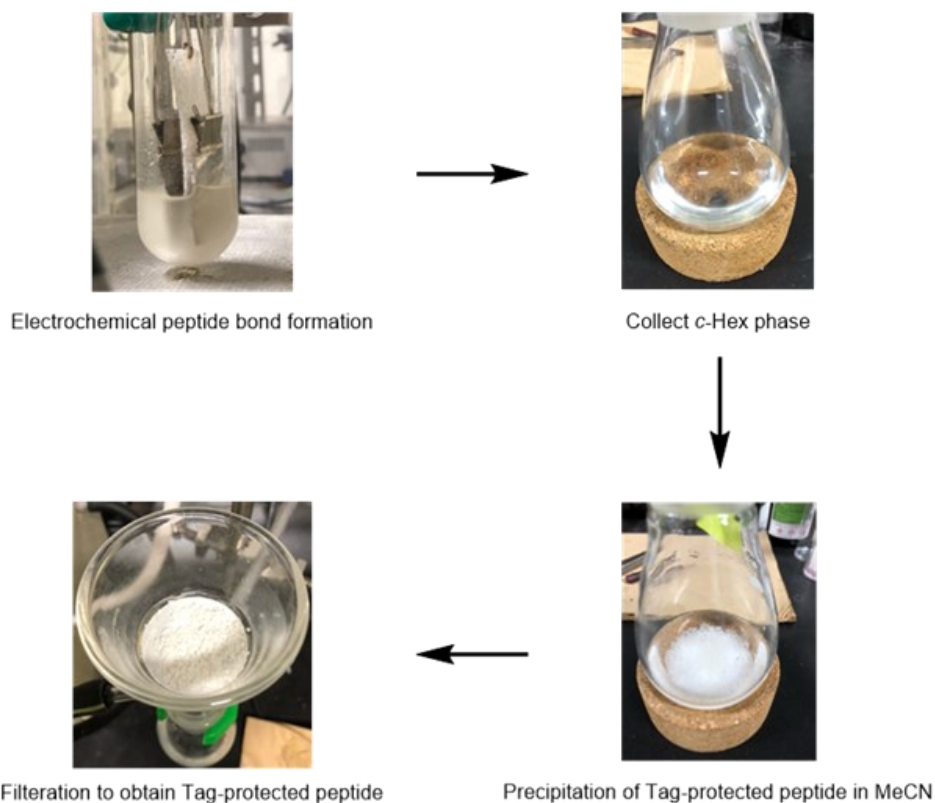 Electrochemical peptide bond formation
Collect c-Hex phase
Filteration to obtain Tag-protected peptide
Precipitation of Tag-protected peptide in MeCN